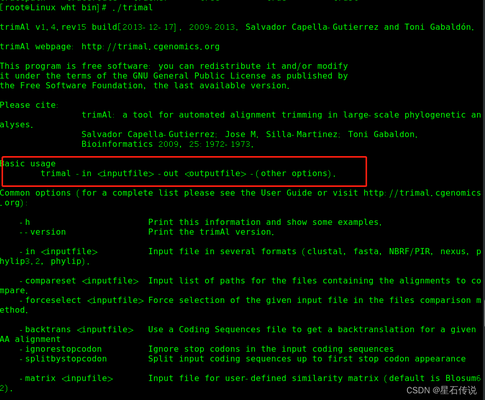 [root@Linux wht bin]# ./trimal
trimAl v1.4.rev15 build[2013-12-17]. 2009-2013. Salvador Capella-Gutierrez and Toni Gabaldón.
trimAl webpage: http://trimal.cgenomics.org
This program is free software: you can redistribute it and/or modify
it under the terms of the GNU General Public License as published by
the Free Software Foundation, the last available version.
Please cite:
trimAl: a tool for automated alignment trimming in large-scale phylogenetic an
alyses.
Salvador Capella-Gutierrez; Jose M. Silla-Martinez; Toni Gabaldon.
Bioinformatics 2009, 25:1972-1973.
Basic usage
trimal -in <inputfile> -out <outputfile> -(other options).
Common options (for a complete list please see the User Guide or visit http://trimal.cgenomics
.org):
-h Print this information and show some examples.
--version Print the trimAl version.
-in <inputfile> Input file in several formats (clustal, fasta, NBRF/PIR, nexus, p
hylip3.2, phylip).
-compareset <inputfile> Input list of paths for the files containing the alignments to co
mpare.
-forceselect <inputfile> Force selection of the given input file in the files comparison m
ethod.
-backtrans <inputfile> Use a Coding Sequences file to get a backtranslation for a given
AA alignment
-ignorestopcodon Ignore stop codons in the input coding sequences
-splitbystopcodon Split input coding sequences up to first stop codon appearance
-matrix <inpufile> Input file for user-defined similarity matrix (default is Blosum6
2).
CSDN @星石传说